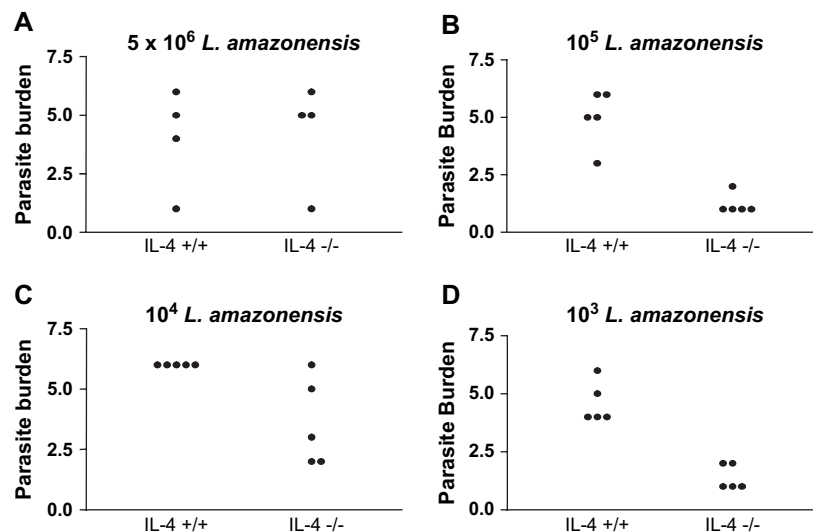 A
5 x 10⁶ L. amazonensis
Parasite burden
7.5
5.0
2.5
0.0
IL-4 +/+
IL-4 -/-
B
10⁵ L. amazonensis
Parasite Burden
7.5
5.0
2.5
0.0
IL-4 +/+
IL-4 -/-
C
10⁴ L. amazonensis
Parasite burden
7.5
5.0
2.5
0.0
IL-4 +/+
IL-4 -/-
D
10³ L. amazonensis
Parasite Burden
7.5
5.0
2.5
0.0
IL-4 +/+
IL-4 -/-